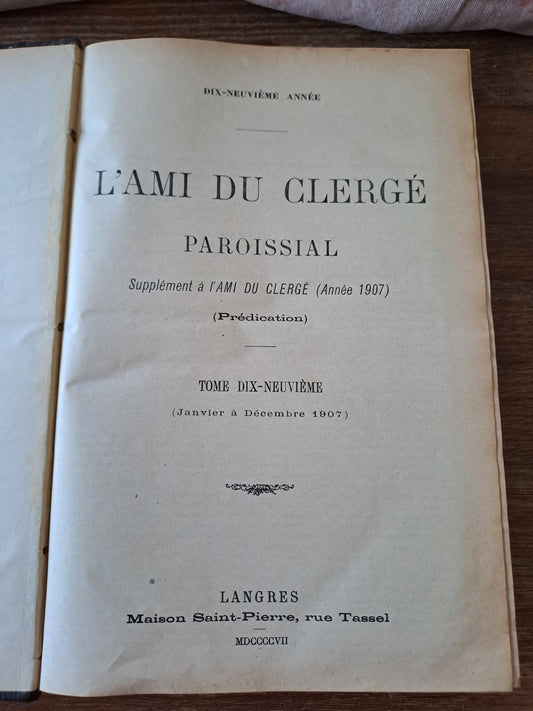 DIX-NEUVIÈME ANNÉE
L'AMI DU CLERGÉ
PAROISSIAL
Supplément à l'AMI DU CLERGÉ (Année 1907)
(Prédication)
TOME DIX-NEUVIÈME
(Janvier à Décembre 1907)
LANGRES
Maison Saint-Pierre, rue Tassel
MDCCCCVII